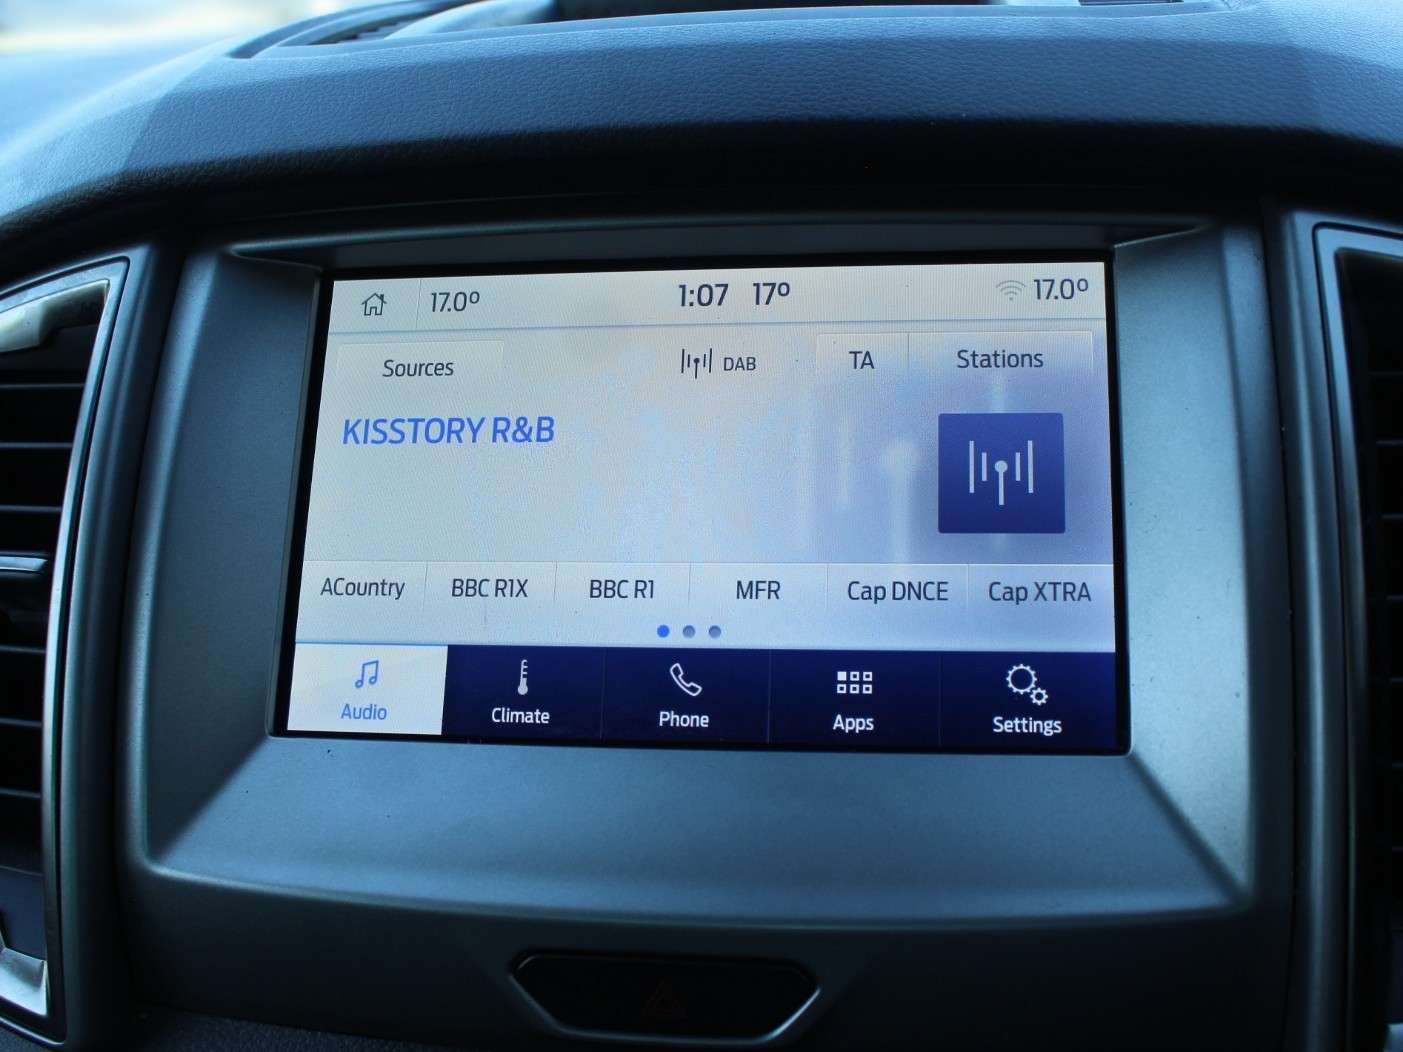 17.0° 1:07 17° 17.0°
Sources DAB TA Stations
KISSTORY R&B
ACountry BBC R1X BBC R1 MFR Cap DNCE Cap XTRA
Audio Climate Phone Apps Settings